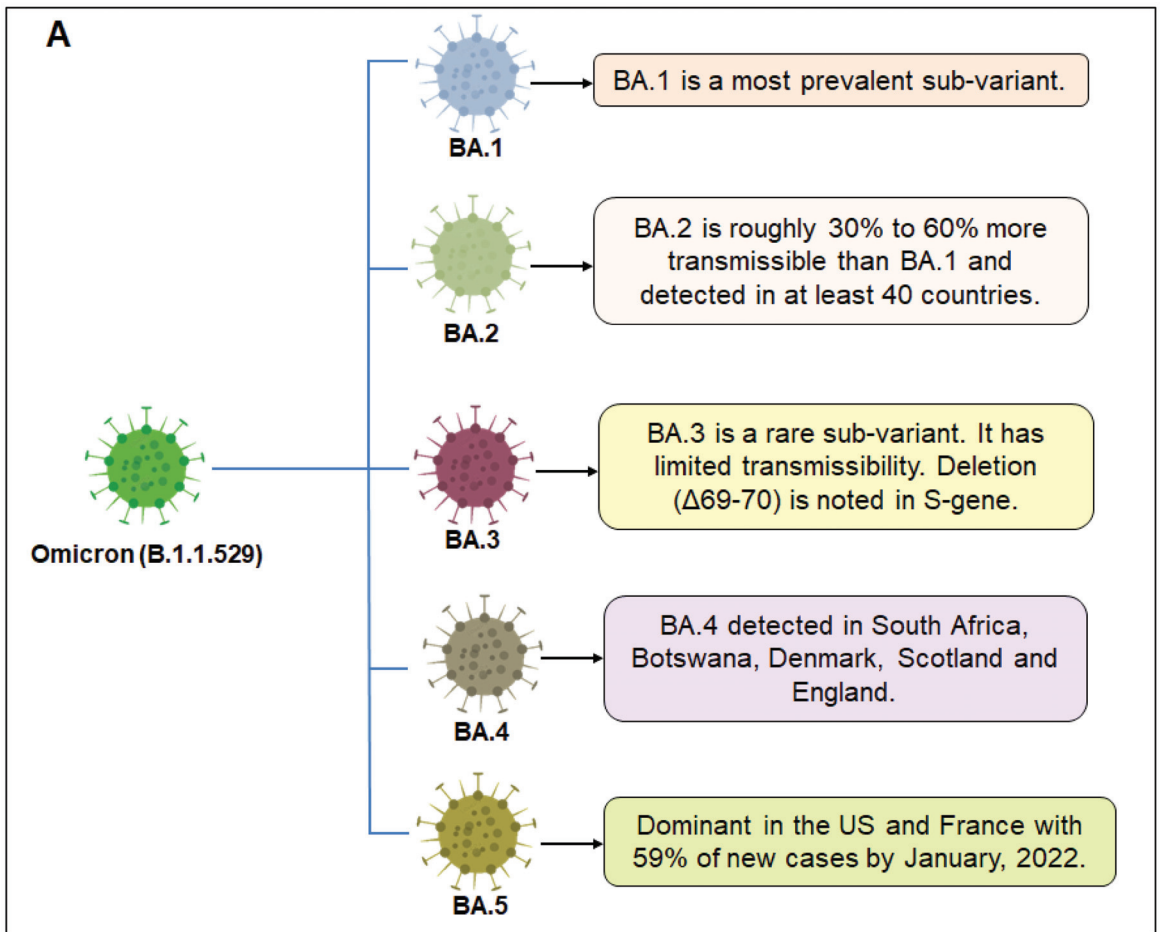 A
BA.1
BA.1 is a most prevalent sub-variant.
BA.2
BA.2 is roughly 30% to 60% more
transmissible than BA.1 and
detected in at least 40 countries.
Omicron (B.1.1.529)
BA.3
BA.3 is a rare sub-variant. It has
limited transmissibility. Deletion
(Δ69-70) is noted in S-gene.
BA.4
BA.4 detected in South Africa,
Botswana, Denmark, Scotland and
England.
BA.5
Dominant in the US and France with
59% of new cases by January, 2022.